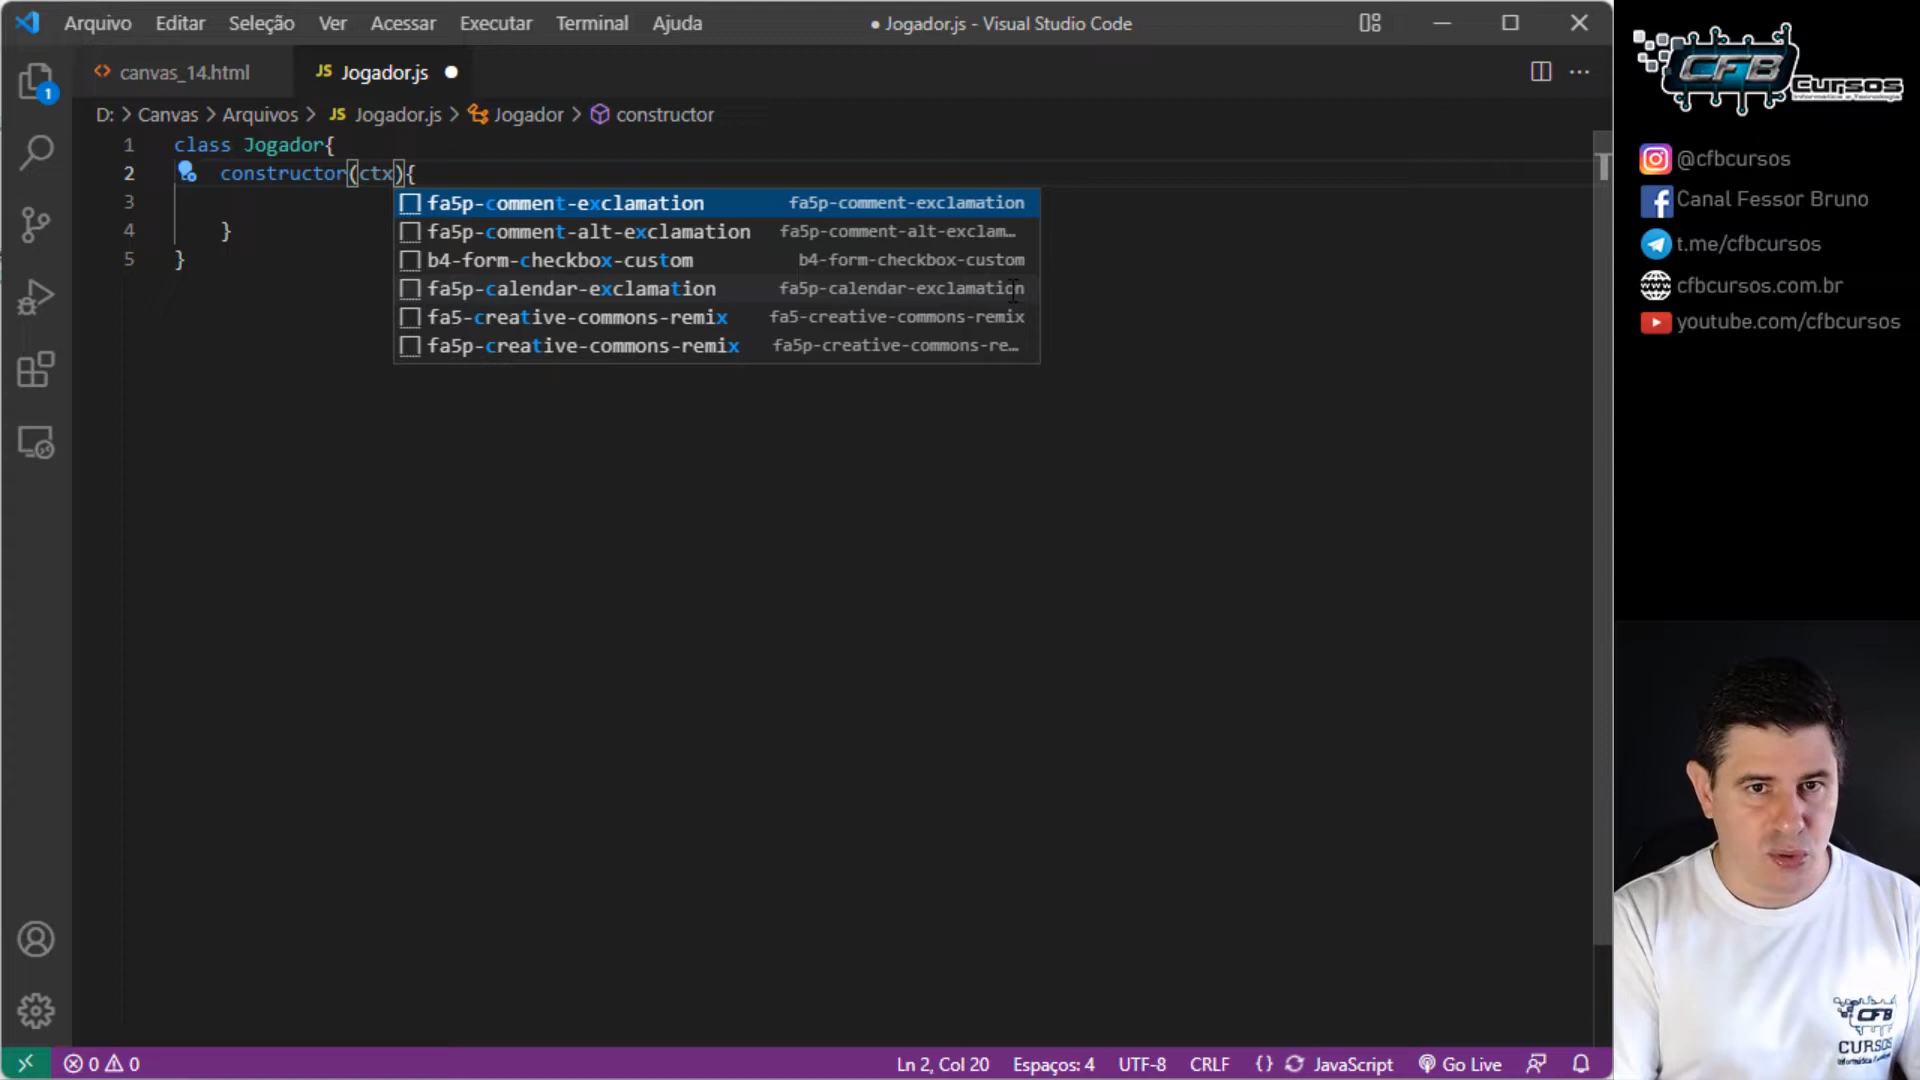 Arquivo Editar Seleção Ver Acessar Executar Terminal Ajuda
● Jogador.js - Visual Studio Code
canvas_14.html
JS Jogador.js ●
D: > Canvas > Arquivos > JS Jogador.js > Jogador > constructor
1 class Jogador{
2 constructor(ctx){
3
4 }
5 }
fa5p-comment-exclamation fa5p-comment-exclamation
fa5p-comment-alt-exclamation fa5p-comment-alt-exclam…
b4-form-checkbox-custom b4-form-checkbox-custom
fa5p-calendar-exclamation fa5p-calendar-exclamation
fa5-creative-commons-remix fa5-creative-commons-remix
fa5p-creative-commons-remix fa5p-creative-commons-re…
1
0 0
Ln 2, Col 20 Espaços: 4 UTF-8 CRLF {} JavaScript Go Live
CFB Cursos
@cfbcursos
Canal Fessor Bruno
t.me/cfbcursos
cfbcursos.com.br
youtube.com/cfbcursos
CFB
CURSOS